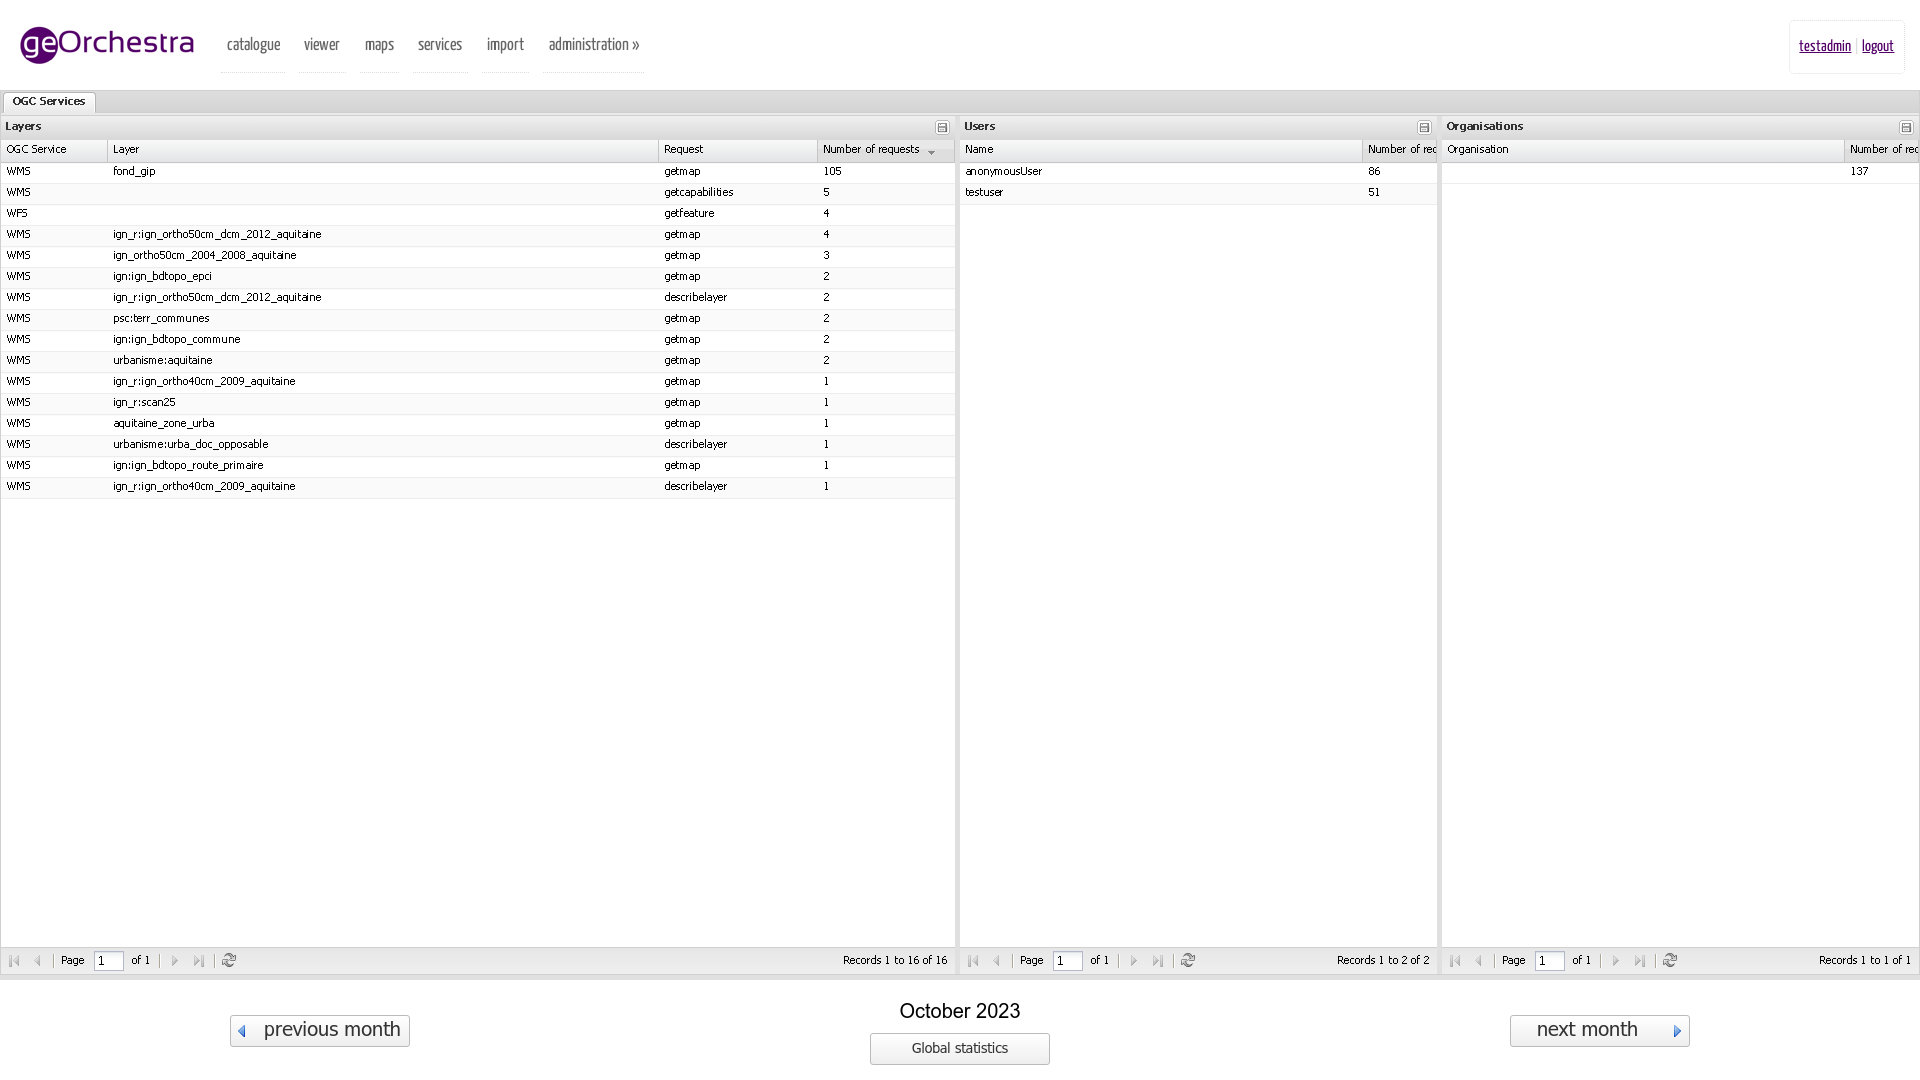 geOrchestra catalogue viewer maps services import administration » testadmin | logout
OGC Services
Layers
OGC Service Layer Request Number of requests
WMS fond_gip getmap 105
WMS getcapabilities 5
WFS getfeature 4
WMS ign_r:ign_ortho50cm_dcm_2012_aquitaine getmap 4
WMS ign_ortho50cm_2004_2008_aquitaine getmap 3
WMS ign:ign_bdtopo_epci getmap 2
WMS ign_r:ign_ortho50cm_dcm_2012_aquitaine describelayer 2
WMS psc:terr_communes getmap 2
WMS ign:ign_bdtopo_commune getmap 2
WMS urbanisme:aquitaine getmap 2
WMS ign_r:ign_ortho40cm_2009_aquitaine getmap 1
WMS ign_r:scan25 getmap 1
WMS aquitaine_zone_urba getmap 1
WMS urbanisme:urba_doc_opposable describelayer 1
WMS ign:ign_bdtopo_route_primaire getmap 1
WMS ign_r:ign_ortho40cm_2009_aquitaine describelayer 1
Page 1 of 1 Records 1 to 16 of 16
Users
Name Number of rec
anonymousUser 86
testuser 51
Page 1 of 1 Records 1 to 2 of 2
Organisations
Organisation Number of rec
137
Page 1 of 1 Records 1 to 1 of 1
previous month
October 2023
Global statistics
next month